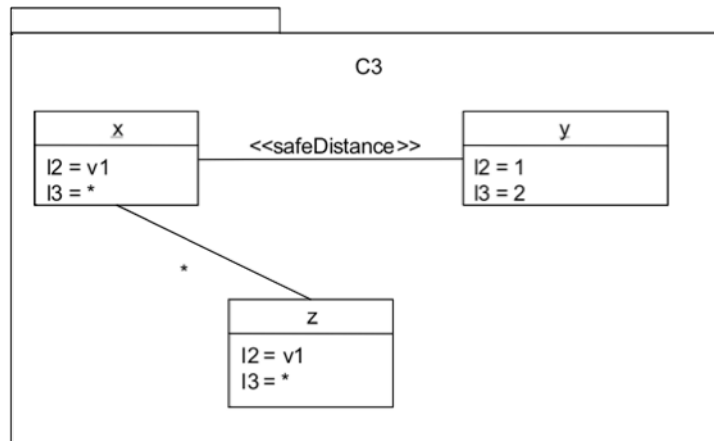 C3
x
<<safeDistance>>
y
l2 = v1
l3 = *
l2 = 1
l3 = 2
*
z
l2 = v1
l3 = *